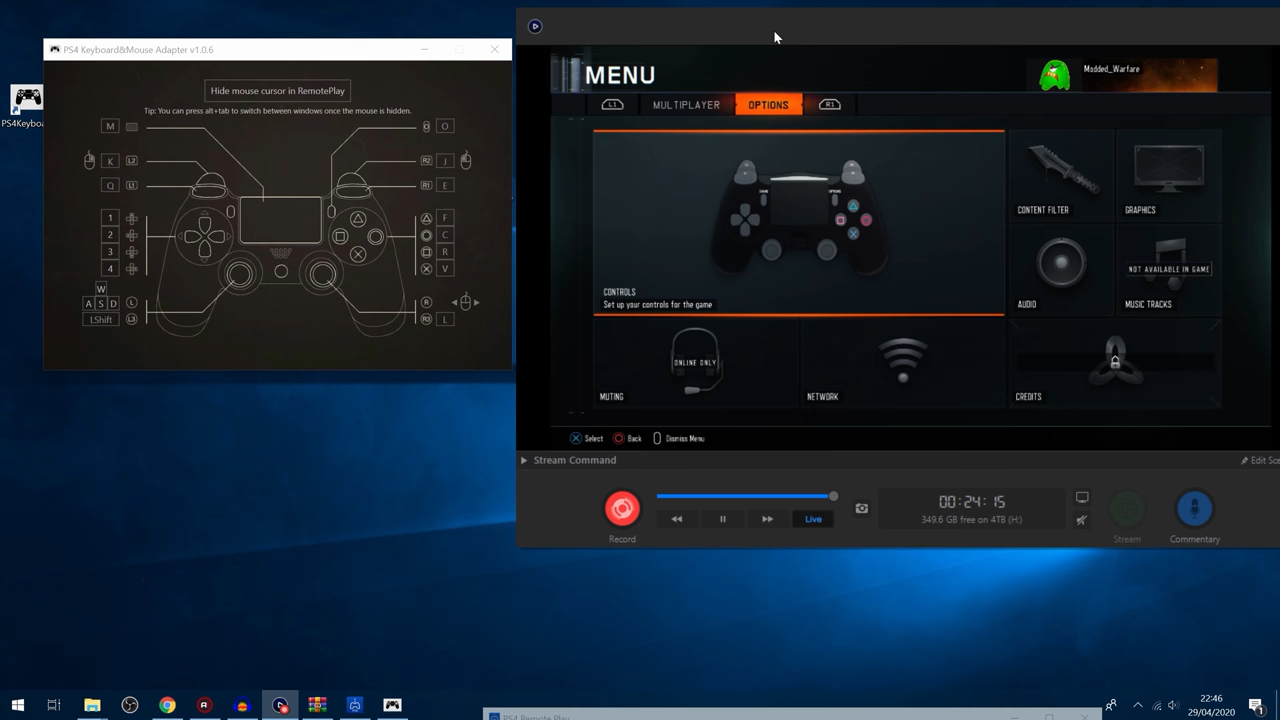 PS4 Keyboard&Mouse Adapter v1.0.6
Hide mouse cursor in RemotePlay
Tip: You can press alt+tab to switch between windows once the mouse is hidden.
M
O
K
L2
R2
J
Q
L1
R1
E
1
2
3
4
F
C
R
V
W
A S D
L
LShift
L3
R
R3
L
PS4Keyboa
MENU
Modded_Warfare
L1
MULTIPLAYER
OPTIONS
R1
GAME
OPTIONS
CONTROLS
Set up your controls for the game
CONTENT FILTER
GRAPHICS
AUDIO
NOT AVAILABLE IN GAME
MUSIC TRACKS
ONLINE ONLY
MUTING
NETWORK
CREDITS
Select
Back
Dismiss Menu
Stream Command
Edit Sce
Record
Live
00:24:15
349.6 GB free on 4TB (H:)
Stream
Commentary
PS4 Remote Play
22:46
29/04/2020
1